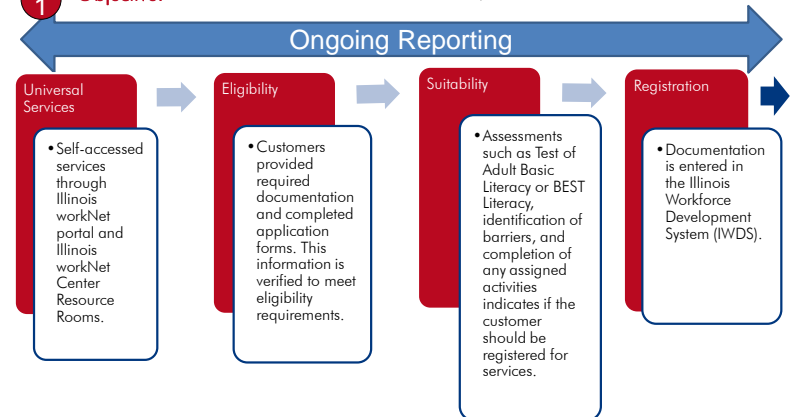 1
Ongoing Reporting
Universal
Services
• Self-accessed
services
through
Illinois
workNet
portal and
Illinois
workNet
Center
Resource
Rooms.
Eligibility
• Customers
provided
required
documentation
and completed
application
forms. This
information is
verified to meet
eligibility
requirements.
Suitability
• Assessments
such as Test of
Adult Basic
Literacy or BEST
Literacy,
identification of
barriers, and
completion of
any assigned
activities
indicates if the
customer
should be
registered for
services.
Registration
• Documentation
is entered in
the Illinois
Workforce
Development
System (IWDS).